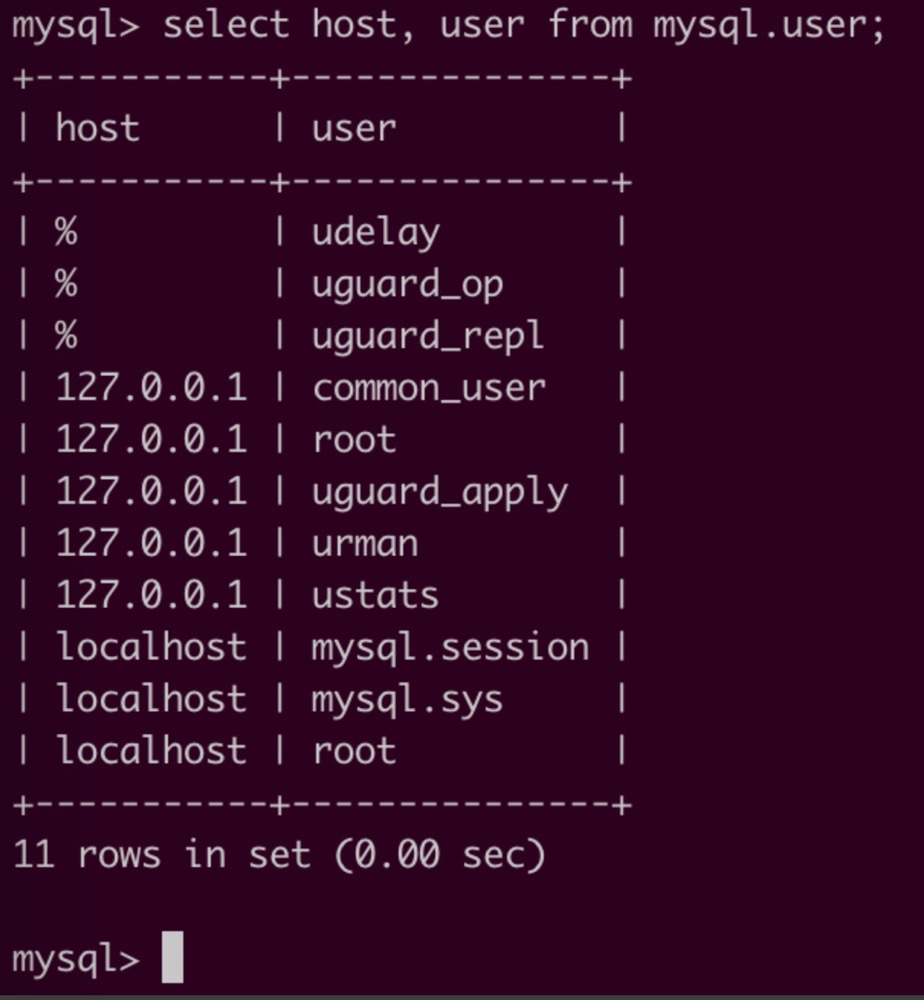 mysql> select host, user from mysql.user;
+-----------+---------------+
| host      | user          |
+-----------+---------------+
| %         | udelay        |
| %         | uguard_op     |
| %         | uguard_repl   |
| 127.0.0.1 | common_user   |
| 127.0.0.1 | root          |
| 127.0.0.1 | uguard_apply  |
| 127.0.0.1 | urman         |
| 127.0.0.1 | ustats        |
| localhost | mysql.session |
| localhost | mysql.sys     |
| localhost | root          |
+-----------+---------------+
11 rows in set (0.00 sec)
mysql>